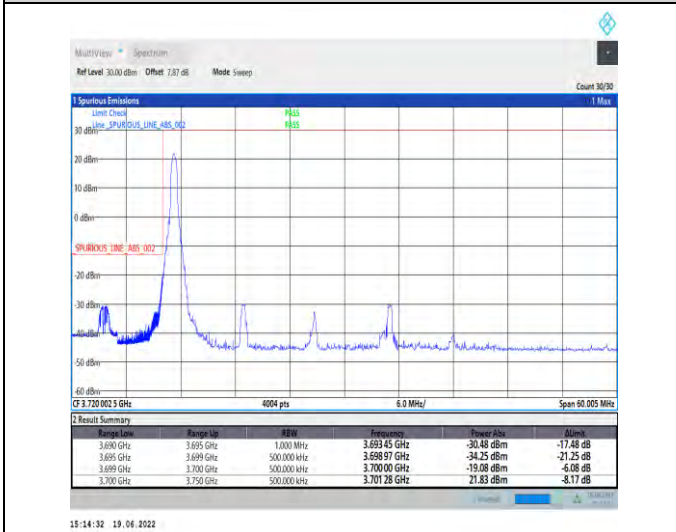 MultiView Spectrum
Ref Level 30.00 dBm Offset 7.87 dB Mode Sweep
Count 30/30
1 Spurious Emissions 1 Max
Limit Check PASS
Line _SPURIOUS_LINE_ABS_002 PASS
30 dBm
20 dBm
10 dBm
0 dBm
_SPURIOUS_LINE_ABS_002
-20 dBm
-30 dBm
-40 dBm
-50 dBm
-60 dBm
CF 3.720 002 5 GHz 4004 pts 6.0 MHz/ Span 60.005 MHz
2 Result Summary
Range Low Range Up RBW Frequency Power Abs ΔLimit
3.690 GHz 3.695 GHz 1.000 MHz 3.693 45 GHz -30.48 dBm -17.48 dB
3.695 GHz 3.699 GHz 500.000 kHz 3.698 97 GHz -34.25 dBm -21.25 dB
3.699 GHz 3.700 GHz 500.000 kHz 3.700 00 GHz -19.08 dBm -6.08 dB
3.700 GHz 3.750 GHz 500.000 kHz 3.701 28 GHz 21.83 dBm -8.17 dB
15:14:32 19.06.2022